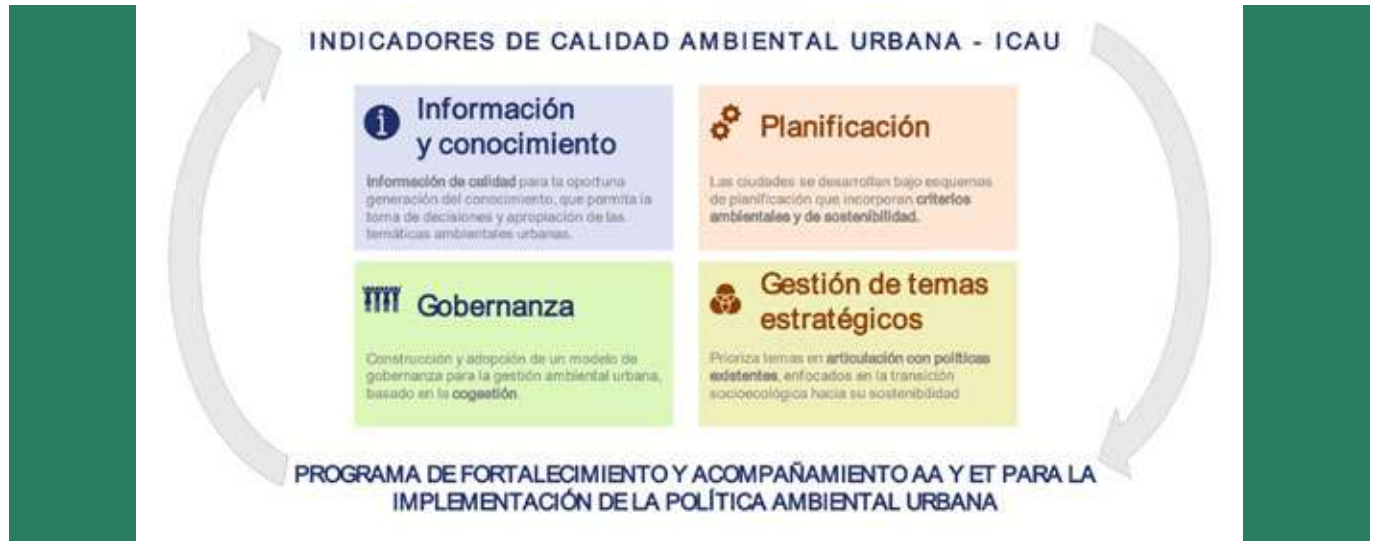 INDICADORES DE CALIDAD AMBIENTAL URBANA - ICAU
Información
y conocimiento
Información de calidad para la oportuna
generación del conocimiento, que permita la
toma de decisiones y apropiación de las
temáticas ambientales urbanas.
Planificación
Las ciudades se desarrollan bajo esquemas
de planificación que incorporan criterios
ambientales y de sostenibilidad.
Gobernanza
Construcción y adopción de un modelo de
gobernanza para la gestión ambiental urbana,
basado en la cogestión.
Gestión de temas
estratégicos
Prioriza temas en articulación con políticas
existentes, enfocados en la transición
socioecológica hacia su sostenibilidad
PROGRAMA DE FORTALECIMIENTO Y ACOMPAÑAMIENTO AA Y ET PARA LA
IMPLEMENTACIÓN DE LA POLÍTICA AMBIENTAL URBANA